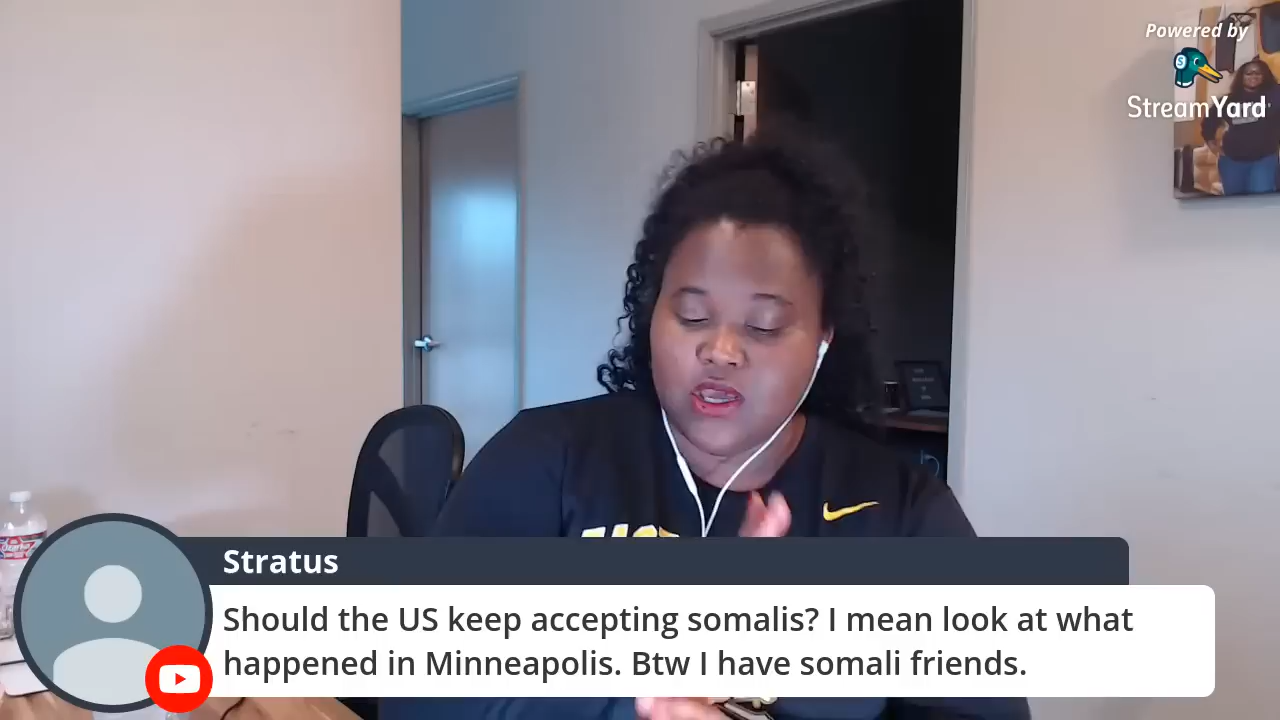 Powered by
StreamYard
Stratus
Should the US keep accepting somalis? I mean look at what
happened in Minneapolis. Btw I have somali friends.